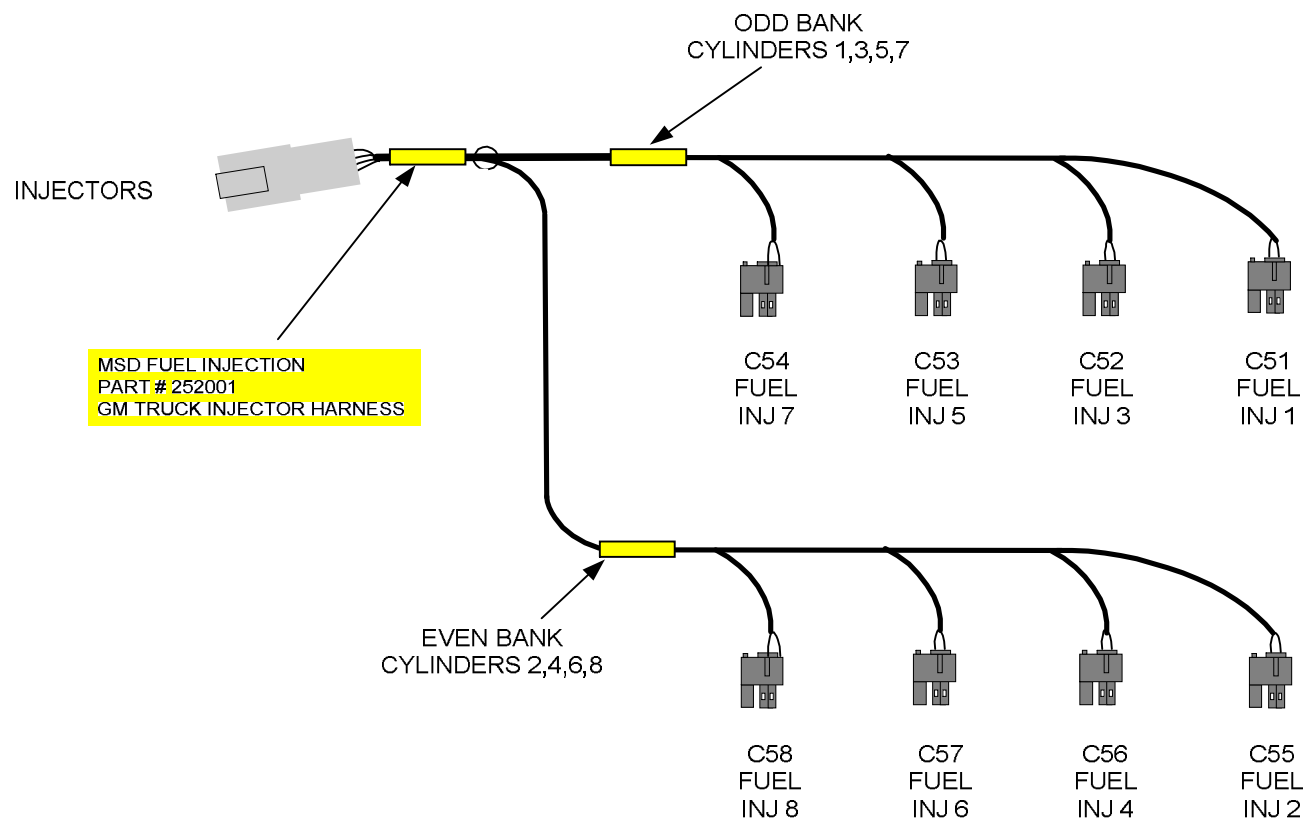 ODD BANK
CYLINDERS 1,3,5,7
INJECTORS
MSD FUEL INJECTION
PART # 252001
GM TRUCK INJECTOR HARNESS
C54
FUEL
INJ 7
C53
FUEL
INJ 5
C52
FUEL
INJ 3
C51
FUEL
INJ 1
EVEN BANK
CYLINDERS 2,4,6,8
C58
FUEL
INJ 8
C57
FUEL
INJ 6
C56
FUEL
INJ 4
C55
FUEL
INJ 2